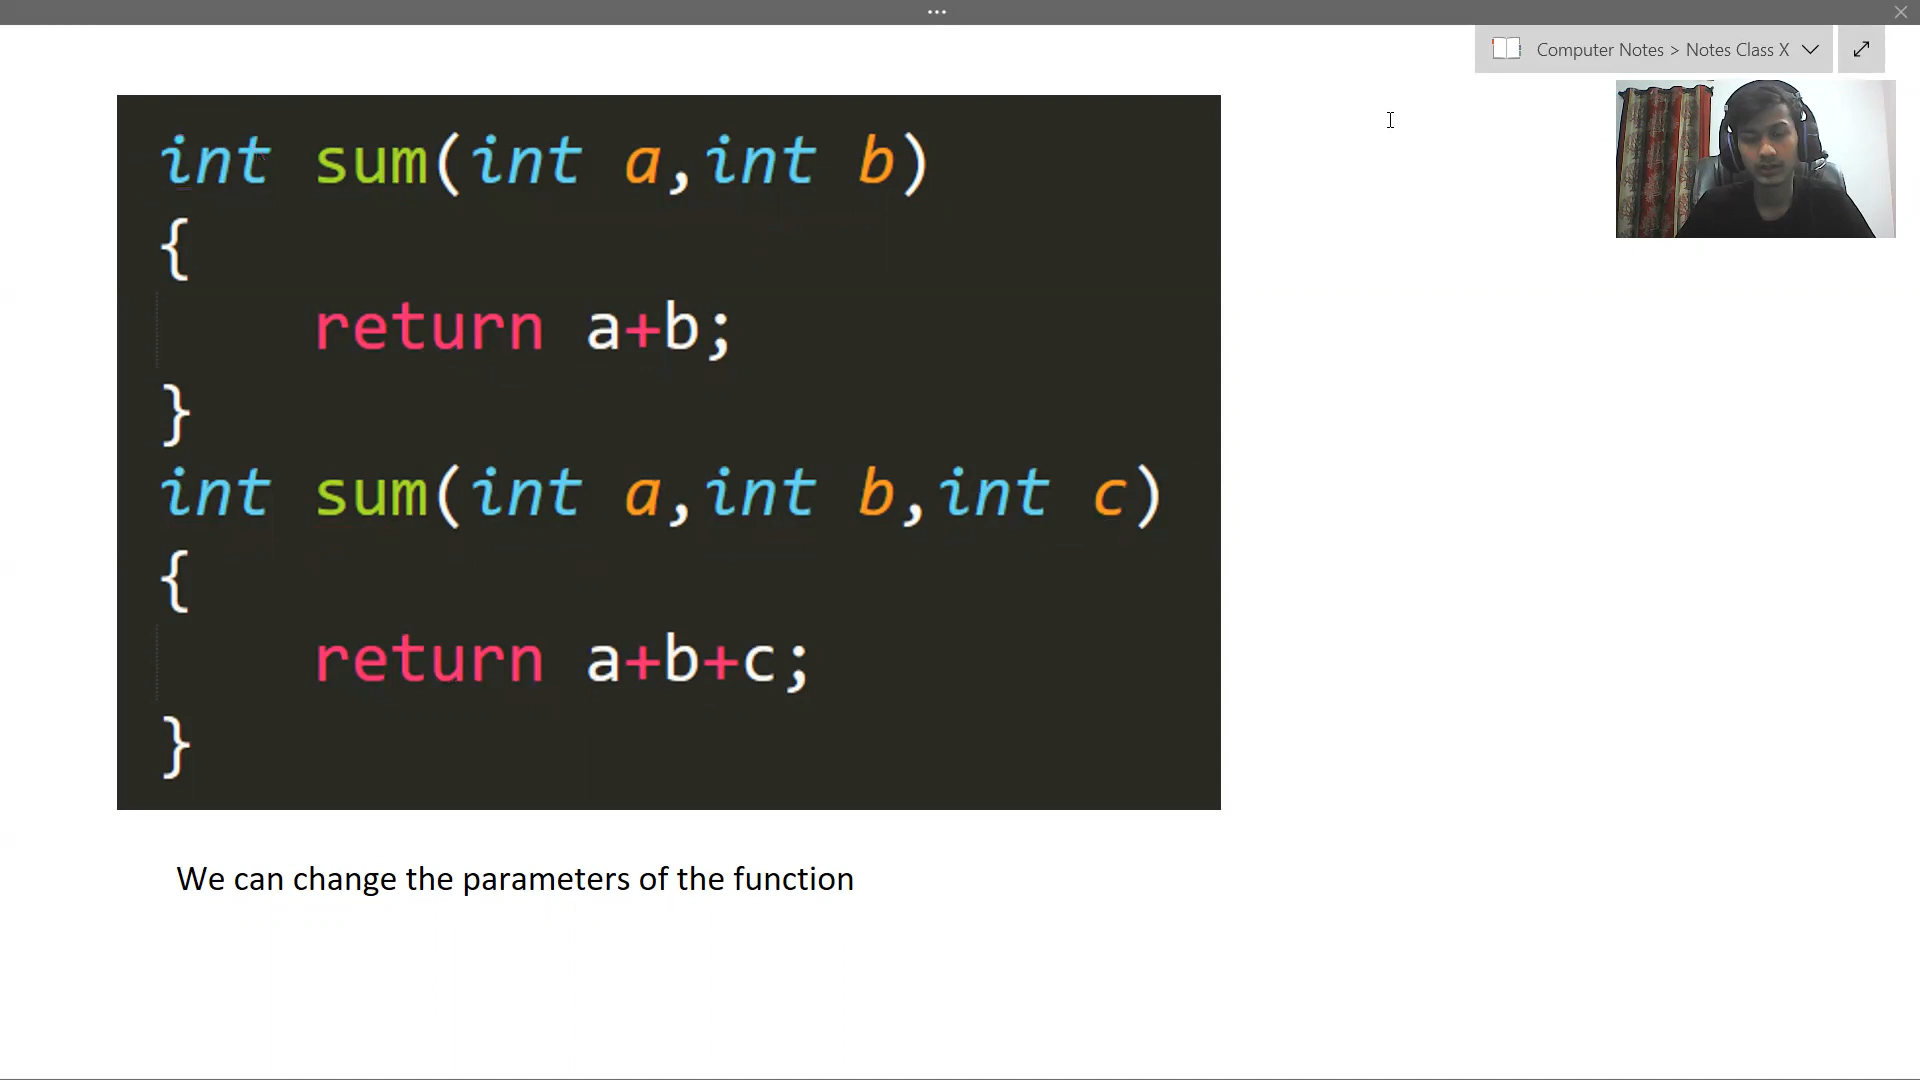 ...
Computer Notes > Notes Class X
int sum(int a,int b)
{
    return a+b;
}
int sum(int a,int b,int c)
{
    return a+b+c;
}
We can change the parameters of the function